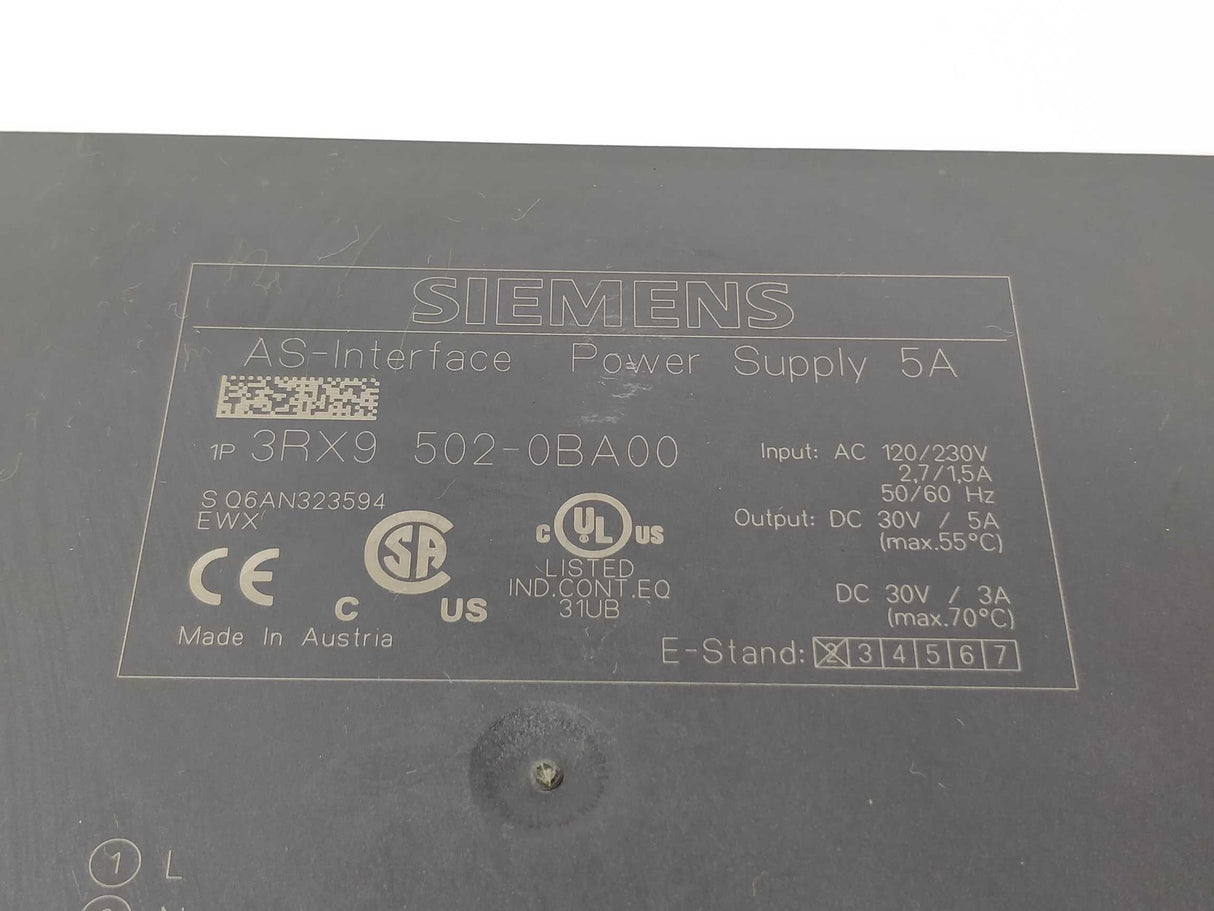 SIEMENS
AS-Interface Power Supply 5A
1P 3RX9 502-0BA00
Input: AC 120/230V
2,7/1,5A
50/60 Hz
S Q6AN323594
EWX
Output: DC 30V / 5A
(max.55°C)
CE
C SA US
C UL US
LISTED
IND.CONT.EQ
31UB
DC 30V / 3A
(max.70°C)
Made In Austria
E-Stand: 2 3 4 5 6 7
1 L
N